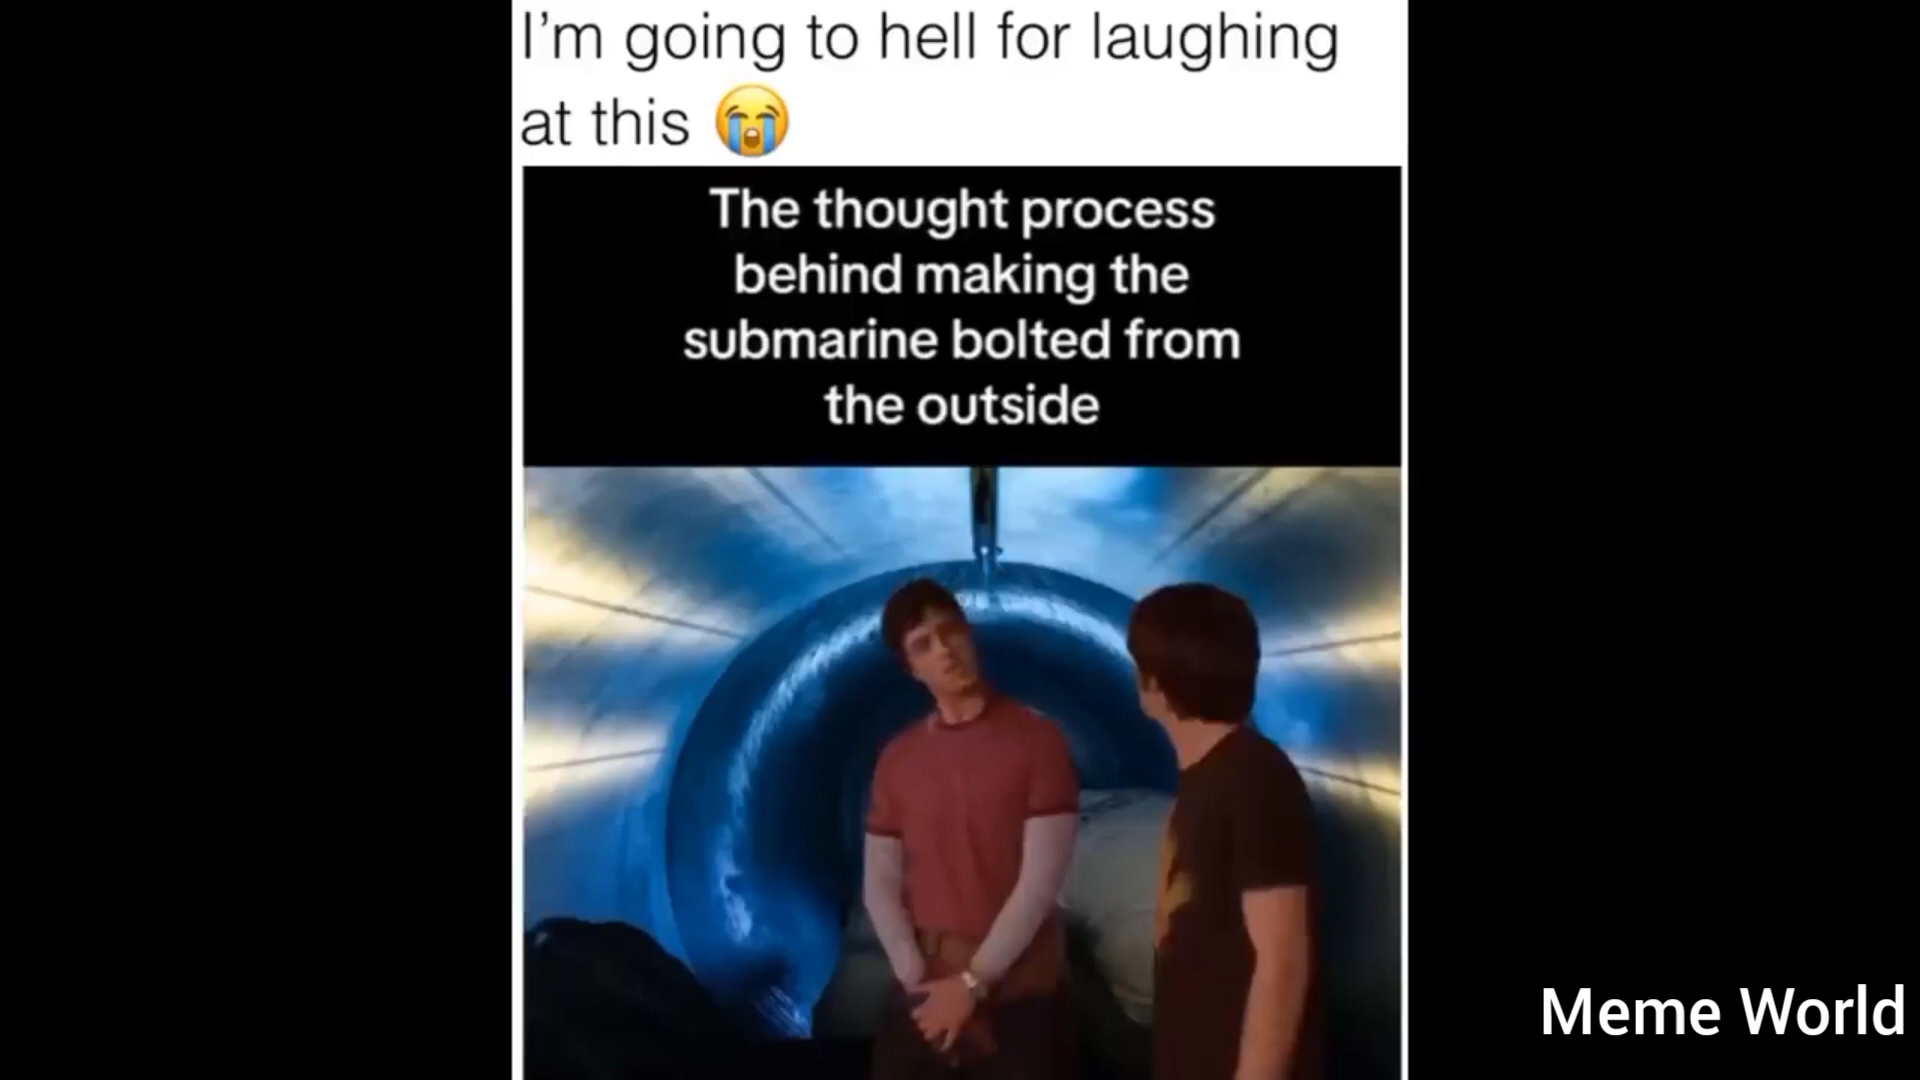 I’m going to hell for laughing
at this 😭
The thought process
behind making the
submarine bolted from
the outside
Meme World